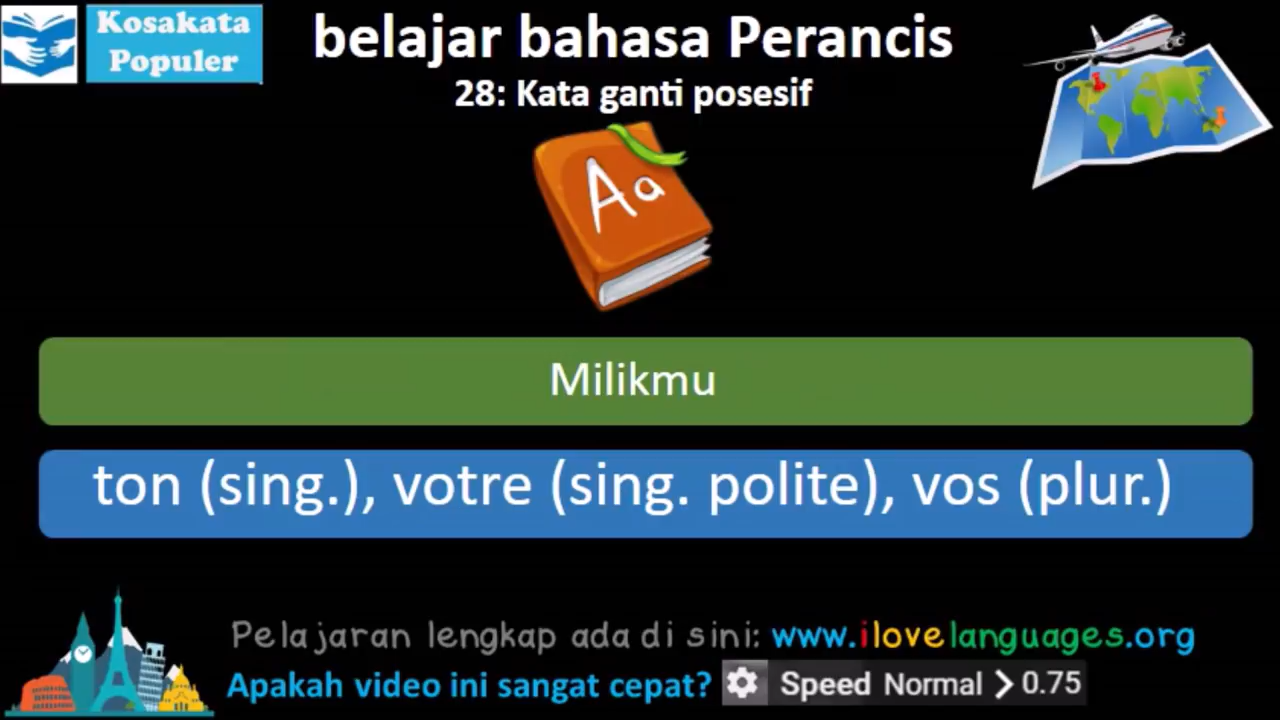 Kosakata
Populer
belajar bahasa Perancis
28: Kata ganti posesif
Aa
Milikmu
ton (sing.), votre (sing. polite), vos (plur.)
Pelajaran lengkap ada di sini: www.ilovelanguages.org
Apakah video ini sangat cepat? Speed Normal > 0.75